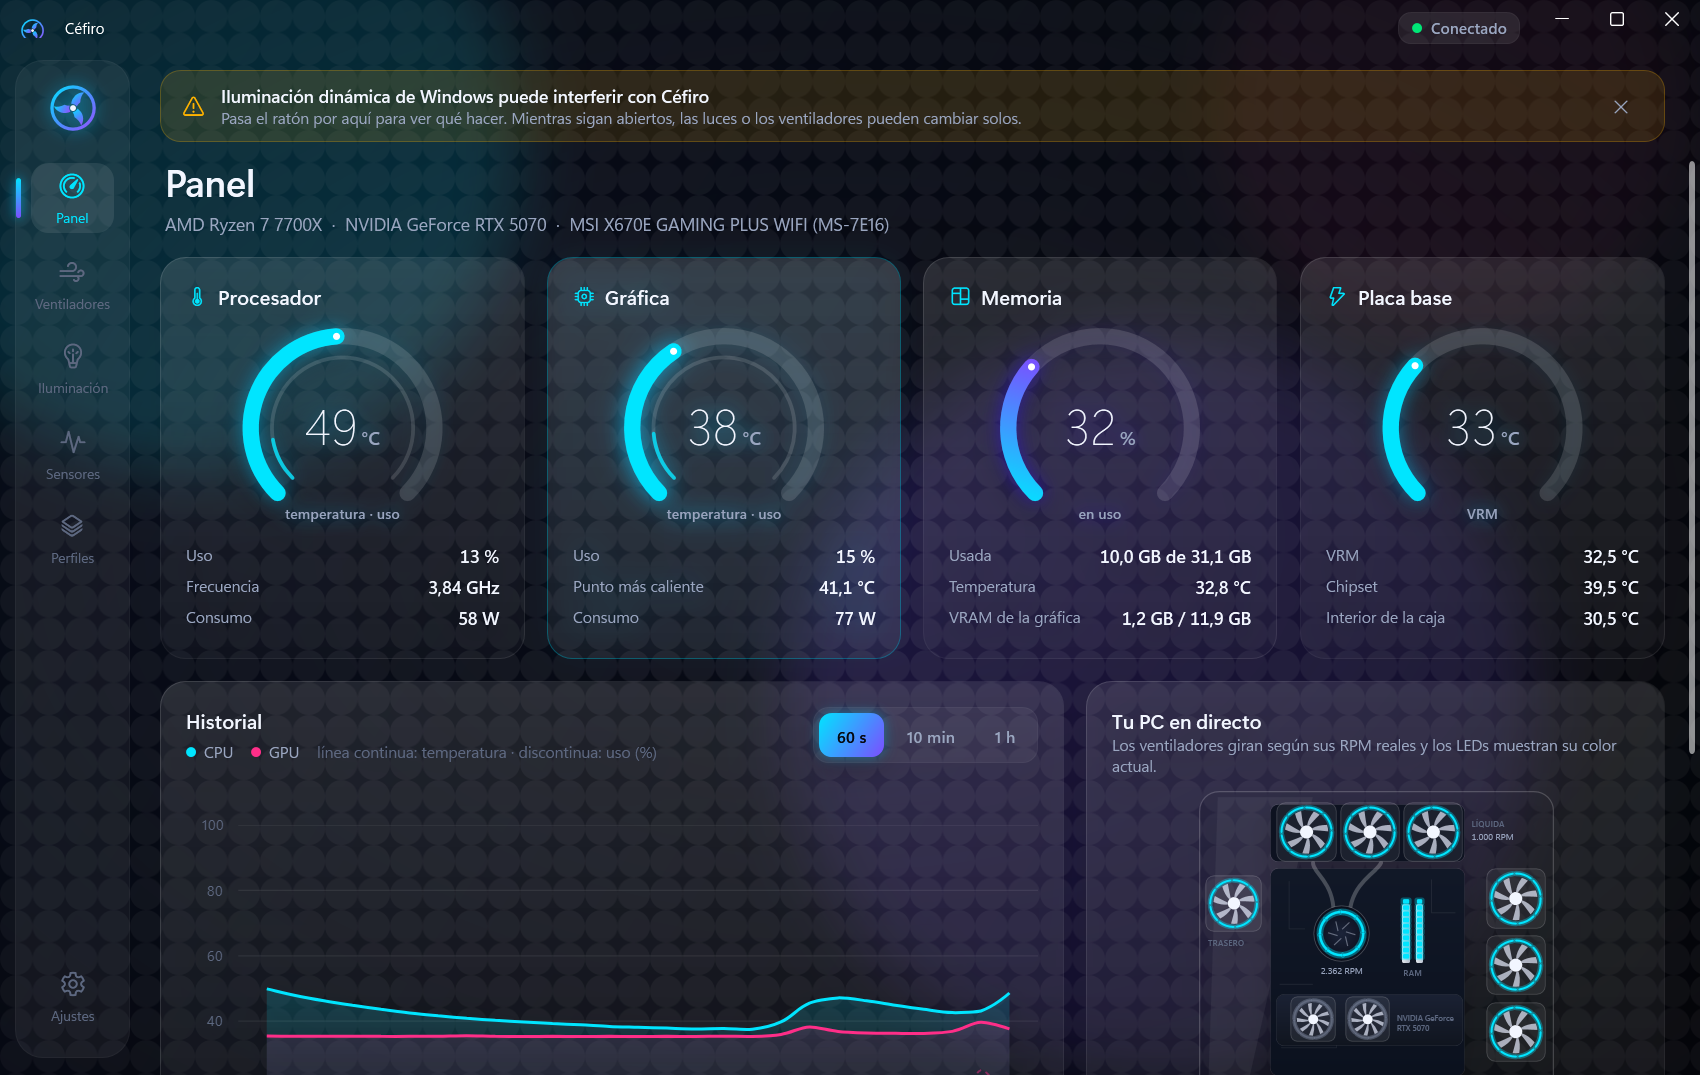 Céfiro
Conectado
Iluminación dinámica de Windows puede interferir con Céfiro
Pasa el ratón por aquí para ver qué hacer. Mientras sigan abiertos, las luces o los ventiladores pueden cambiar solos.
Panel
Ventiladores
Iluminación
Sensores
Perfiles
Ajustes
Panel
AMD Ryzen 7 7700X · NVIDIA GeForce RTX 5070 · MSI X670E GAMING PLUS WIFI (MS-7E16)
Procesador
49 °C
temperatura · uso
Uso 13 %
Frecuencia 3,84 GHz
Consumo 58 W
Gráfica
38 °C
temperatura · uso
Uso 15 %
Punto más caliente 41,1 °C
Consumo 77 W
Memoria
32 %
en uso
Usada 10,0 GB de 31,1 GB
Temperatura 32,8 °C
VRAM de la gráfica 1,2 GB / 11,9 GB
Placa base
33 °C
VRM
VRM 32,5 °C
Chipset 39,5 °C
Interior de la caja 30,5 °C
Historial
CPU GPU línea continua: temperatura · discontinua: uso (%)
60 s 10 min 1 h
100
80
60
40
Tu PC en directo
Los ventiladores giran según sus RPM reales y los LEDs muestran su color
actual.
LÍQUIDA
1.000 RPM
TRASERO
2.362 RPM
RAM
NVIDIA GeForce
RTX 5070